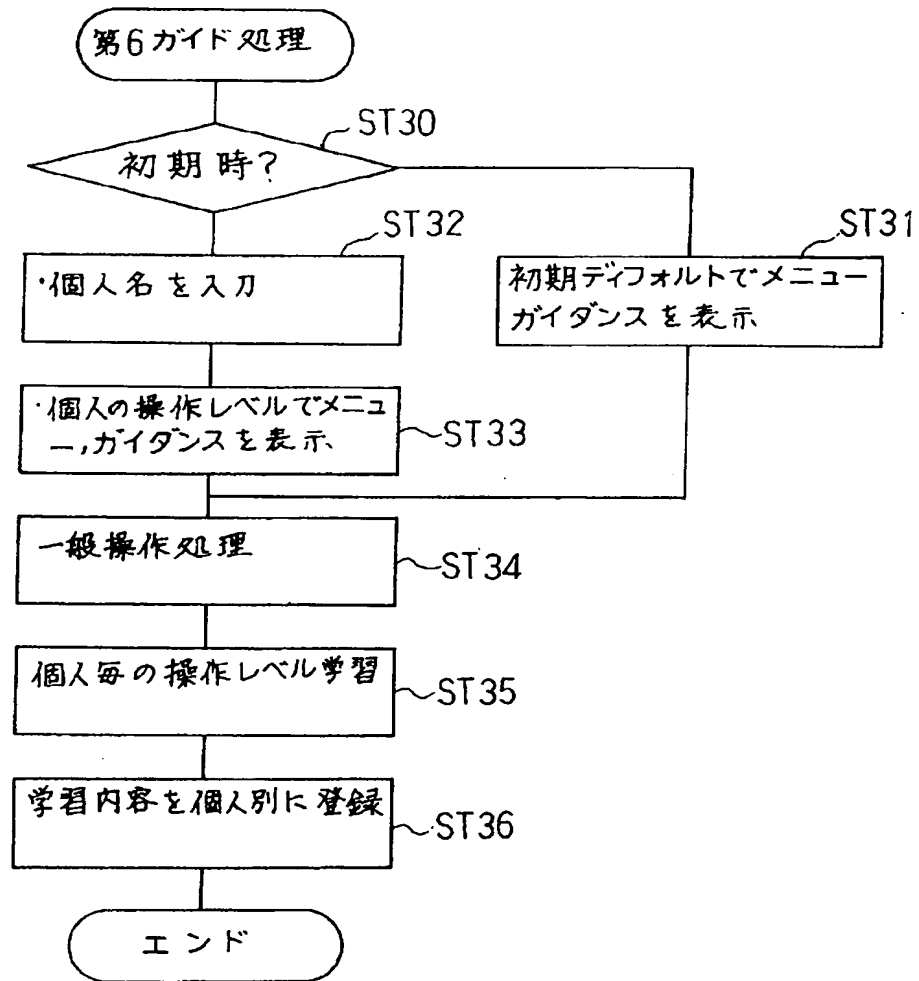 第6ガイド処理
ST30
初期時?
ST32
・個人名を入力
ST31
初期ディフォルトでメニュー
ガイダンスを表示
・個人の操作レベルでメニュ
ー,ガイダンスを表示
ST33
一般操作処理
ST34
個人毎の操作レベル学習
ST35
学習内容を個人別に登録
ST36
エンド